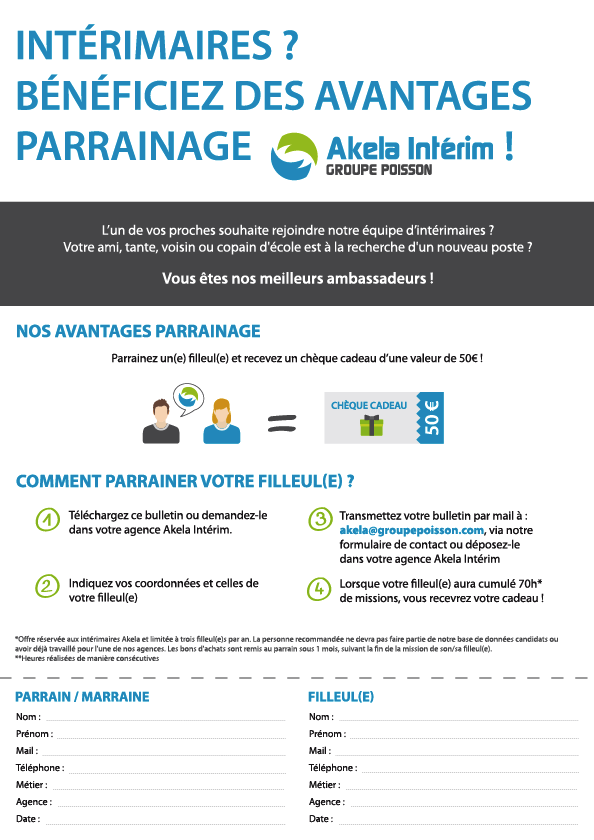 INTÉRIMAIRES ?
BÉNÉFICIEZ DES AVANTAGES
PARRAINAGE Akela Intérim !
GROUPE POISSON
L'un de vos proches souhaite rejoindre notre équipe d'intérimaires ?
Votre ami, tante, voisin ou copain d'école est à la recherche d'un nouveau poste ?
Vous êtes nos meilleurs ambassadeurs !
NOS AVANTAGES PARRAINAGE
Parrainez un(e) filleul(e) et recevez un chèque cadeau d'une valeur de 50€ !
=
CHÈQUE CADEAU
50 €
COMMENT PARRAINER VOTRE FILLEUL(E) ?
1 Téléchargez ce bulletin ou demandez-le
dans votre agence Akela Intérim.
2 Indiquez vos coordonnées et celles de
votre filleul(e)
3 Transmettez votre bulletin par mail à :
akela@groupepoisson.com, via notre
formulaire de contact ou déposez-le
dans votre agence Akela Intérim
4 Lorsque votre filleul(e) aura cumulé 70h*
de missions, vous recevrez votre cadeau !
*Offre réservée aux intérimaires Akela et limitée à trois filleul(e)s par an. La personne recommandée ne devra pas faire partie de notre base de données candidats ou
avoir déjà travaillé pour l'une de nos agences. Les bons d'achats sont remis au parrain sous 1 mois, suivant la fin de la mission de son/sa filleul(e).
**Heures réalisées de manière consécutives
PARRAIN / MARRAINE
Nom :
Prénom :
Mail :
Téléphone :
Métier :
Agence :
Date :
FILLEUL(E)
Nom :
Prénom :
Mail :
Téléphone :
Métier :
Agence :
Date :